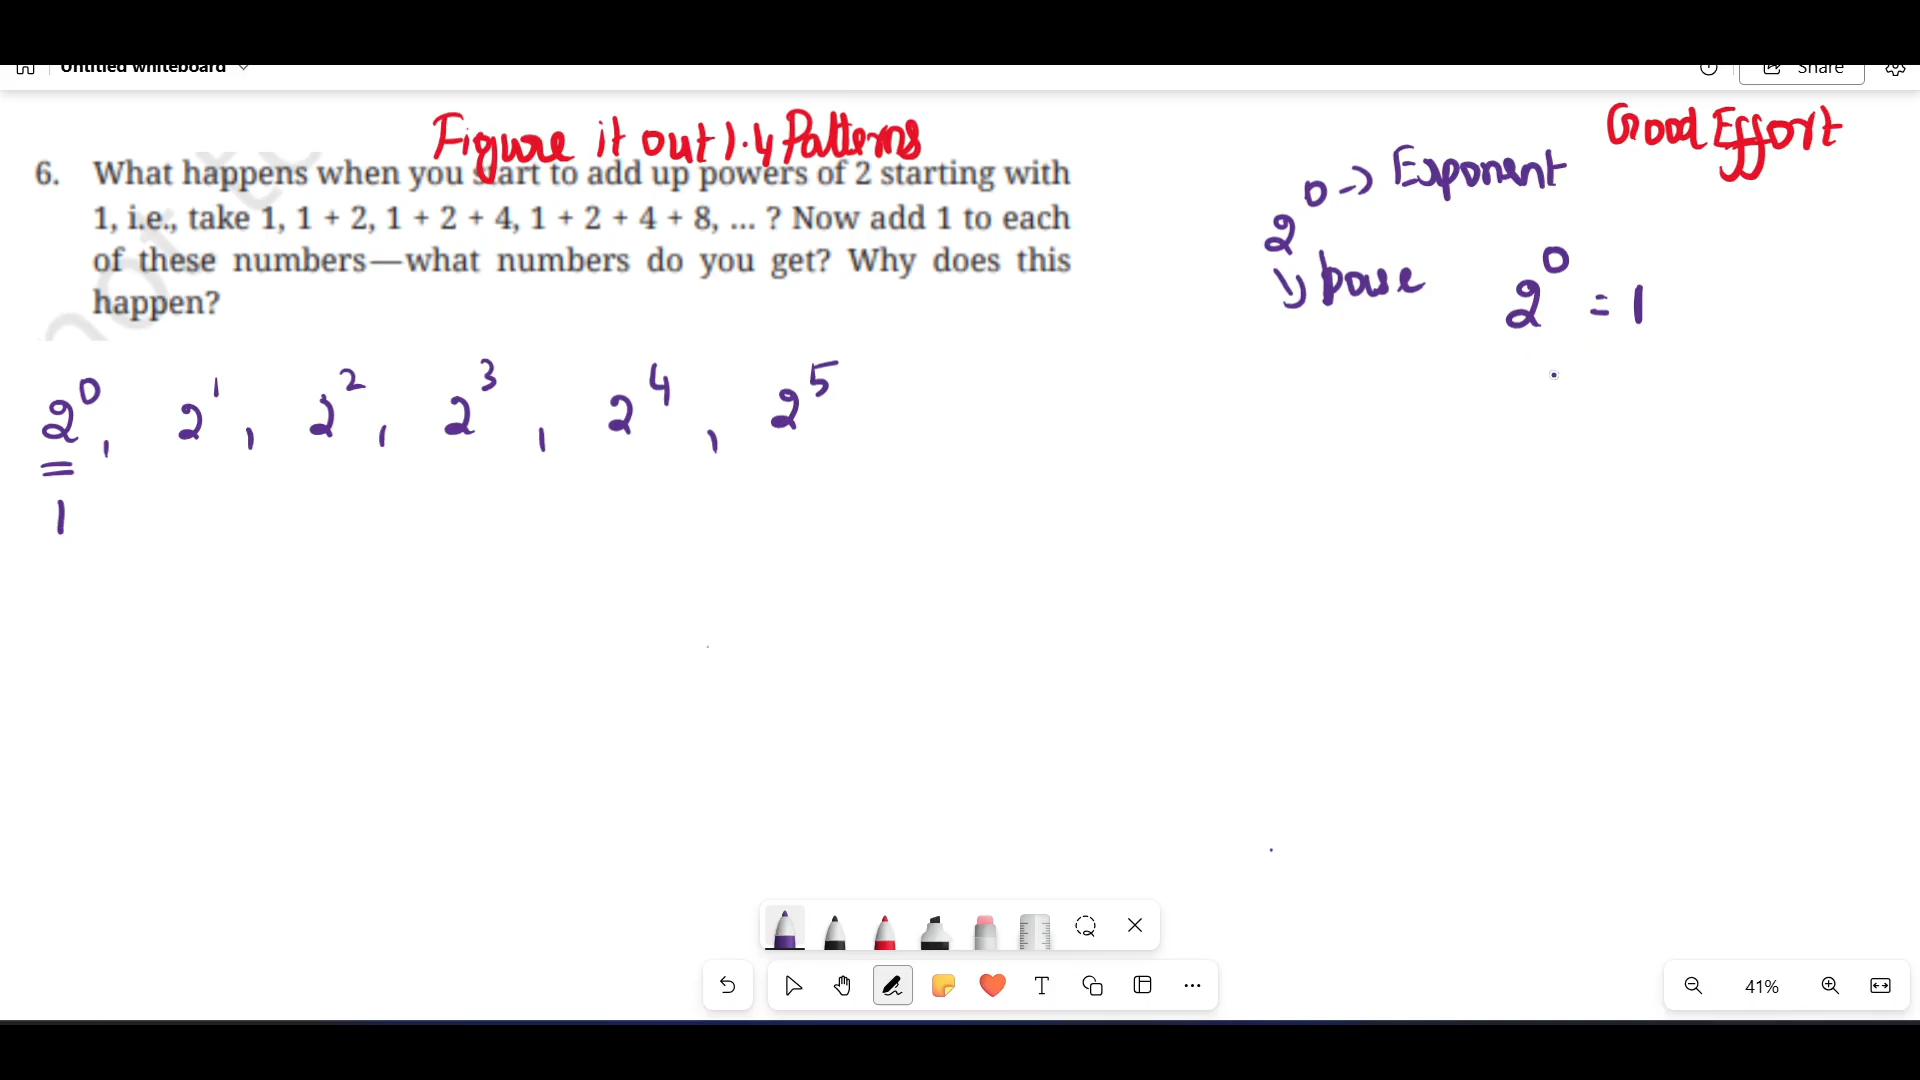 Untitled whiteboard
Share
Figure it out 1.4 Patterns
Good Effort
6. What happens when you start to add up powers of 2 starting with
1, i.e., take 1, 1 + 2, 1 + 2 + 4, 1 + 2 + 4 + 8, ... ? Now add 1 to each
of these numbers—what numbers do you get? Why does this
happen?
2⁰ -> Exponent
base
2⁰ = 1
2⁰, 2¹, 2², 2³, 2⁴, 2⁵
=
1
41%